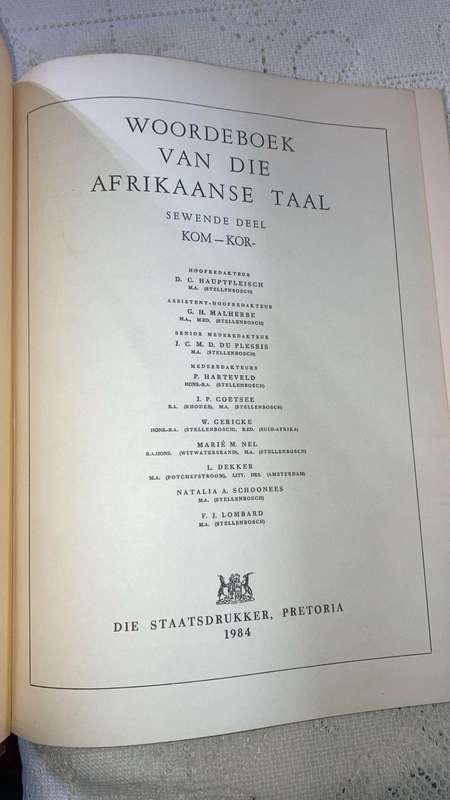 WOORDEBOEK
VAN DIE
AFRIKAANSE TAAL
SEWENDE DEEL
KOM — KOR-
HOOFREDAKTEUR
D. C. HAUPTFLEISCH
M.A. (STELLENBOSCH)
ASSISTENT-HOOFREDAKTEUR
G. H. MALHERBE
M.A., M.ED. (STELLENBOSCH)
SENIOR MEDEREDAKTEUR
J. C. M. D. DU PLESSIS
M.A. (STELLENBOSCH)
MEDEREDAKTEURS
P. HARTEVELD
HONS.-B.A. (STELLENBOSCH)
J. P. COETSEE
B.A. (RHODES), M.A. (STELLENBOSCH)
W. GERICKE
HONS.-B.A. (STELLENBOSCH), B.ED. (SUID-AFRIKA)
MARIÉ M. NEL
B.A.HONS. (WITWATERSRAND), M.A. (STELLENBOSCH)
L. DEKKER
M.A. (POTCHEFSTROOM), LITT. DRS. (AMSTERDAM)
NATALIA A. SCHOONEES
M.A. (STELLENBOSCH)
F. J. LOMBARD
M.A. (STELLENBOSCH)
DIE STAATSDRUKKER, PRETORIA
1984